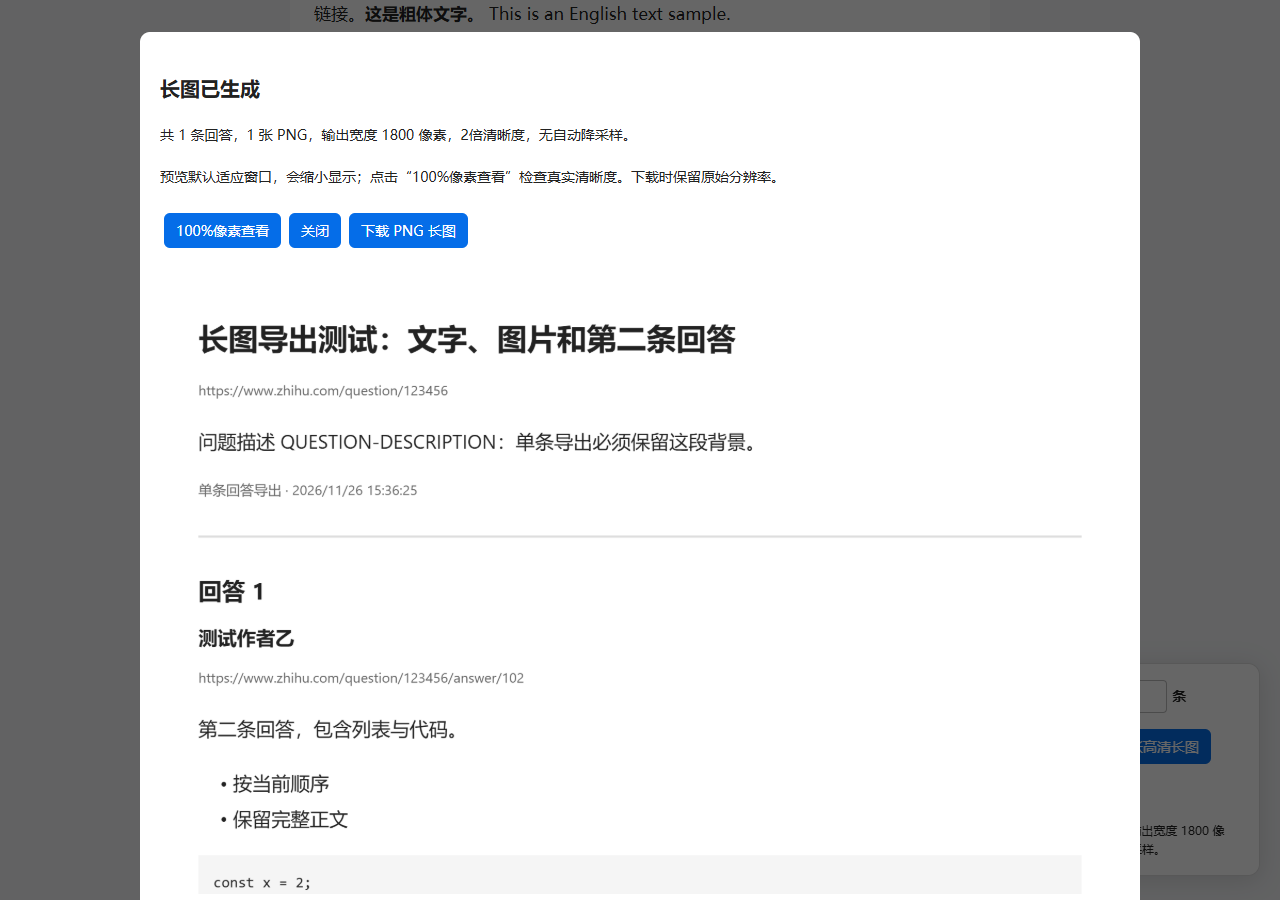 链接。这是粗体文字。 This is an English text sample.
长图已生成
共 1 条回答，1 张 PNG，输出宽度 1800 像素，2倍清晰度，无自动降采样。
预览默认适应窗口，会缩小显示；点击“100%像素查看”检查真实清晰度。下载时保留原始分辨率。
100%像素查看 关闭 下载 PNG 长图
长图导出测试：文字、图片和第二条回答
https://www.zhihu.com/question/123456
问题描述 QUESTION-DESCRIPTION：单条导出必须保留这段背景。
单条回答导出 · 2026/11/26 15:36:25
回答 1
测试作者乙
https://www.zhihu.com/question/123456/answer/102
第二条回答，包含列表与代码。
• 按当前顺序
• 保留完整正文
const x = 2;
条
高清长图
出宽度 1800 像
样。